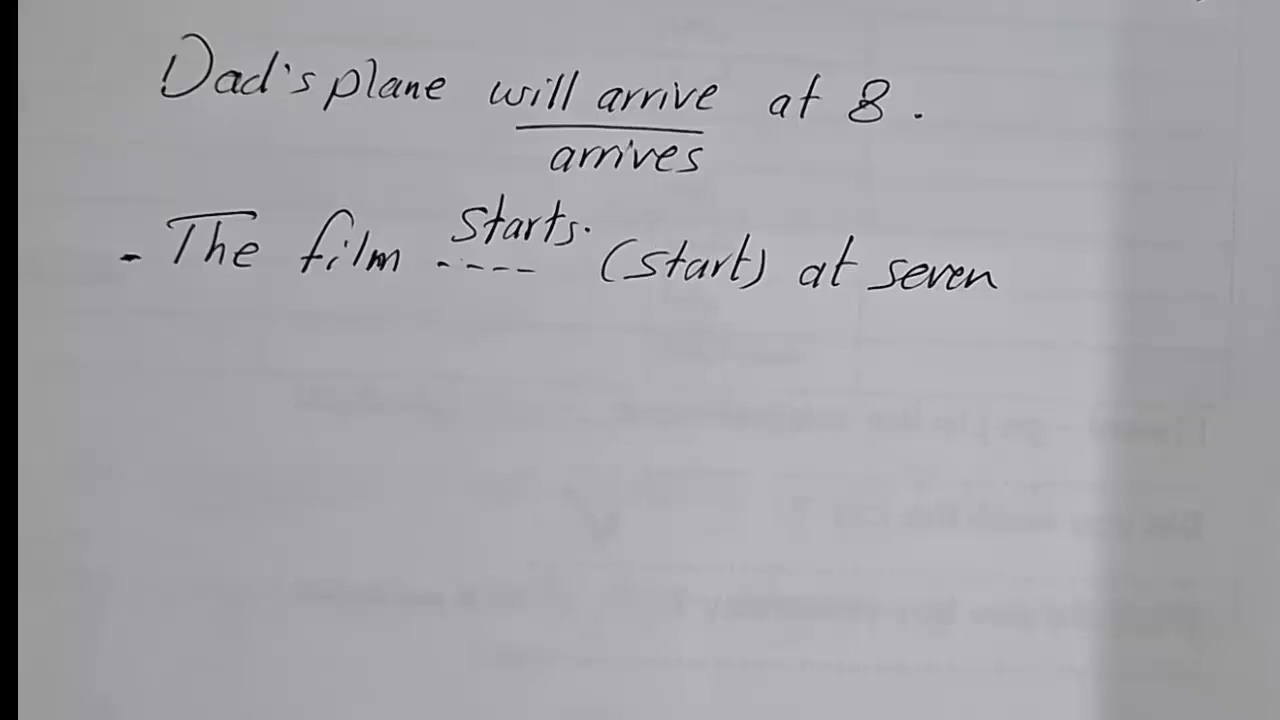 Dad's plane will arrive at 8.
arrives
- The film starts. ---- (start) at seven